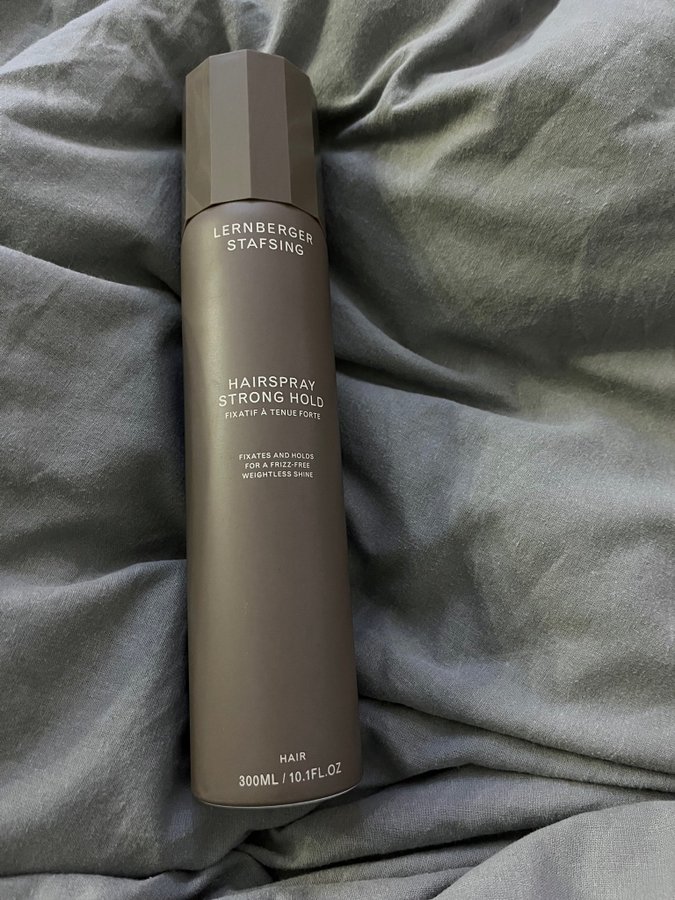 LERNBERGER
STAFSING
HAIRSPRAY
STRONG HOLD
FIXATIF À TENUE FORTE
FIXATES AND HOLDS
FOR A FRIZZ-FREE
WEIGHTLESS SHINE
HAIR
300ML / 10.1FL.OZ